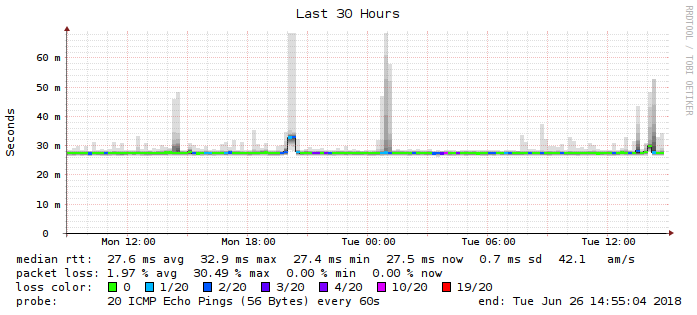 Last 30 Hours
RRDTOOL / TOBI OETIKER
Seconds
60 m
50 m
40 m
30 m
20 m
10 m
0
Mon 12:00 Mon 18:00 Tue 00:00 Tue 06:00 Tue 12:00
median rtt: 27.6 ms avg 32.9 ms max 27.4 ms min 27.5 ms now 0.7 ms sd 42.1 am/s
packet loss: 1.97 % avg 30.49 % max 0.00 % min 0.00 % now
loss color: 0 1/20 2/20 3/20 4/20 10/20 19/20
probe: 20 ICMP Echo Pings (56 Bytes) every 60s end: Tue Jun 26 14:55:04 2018